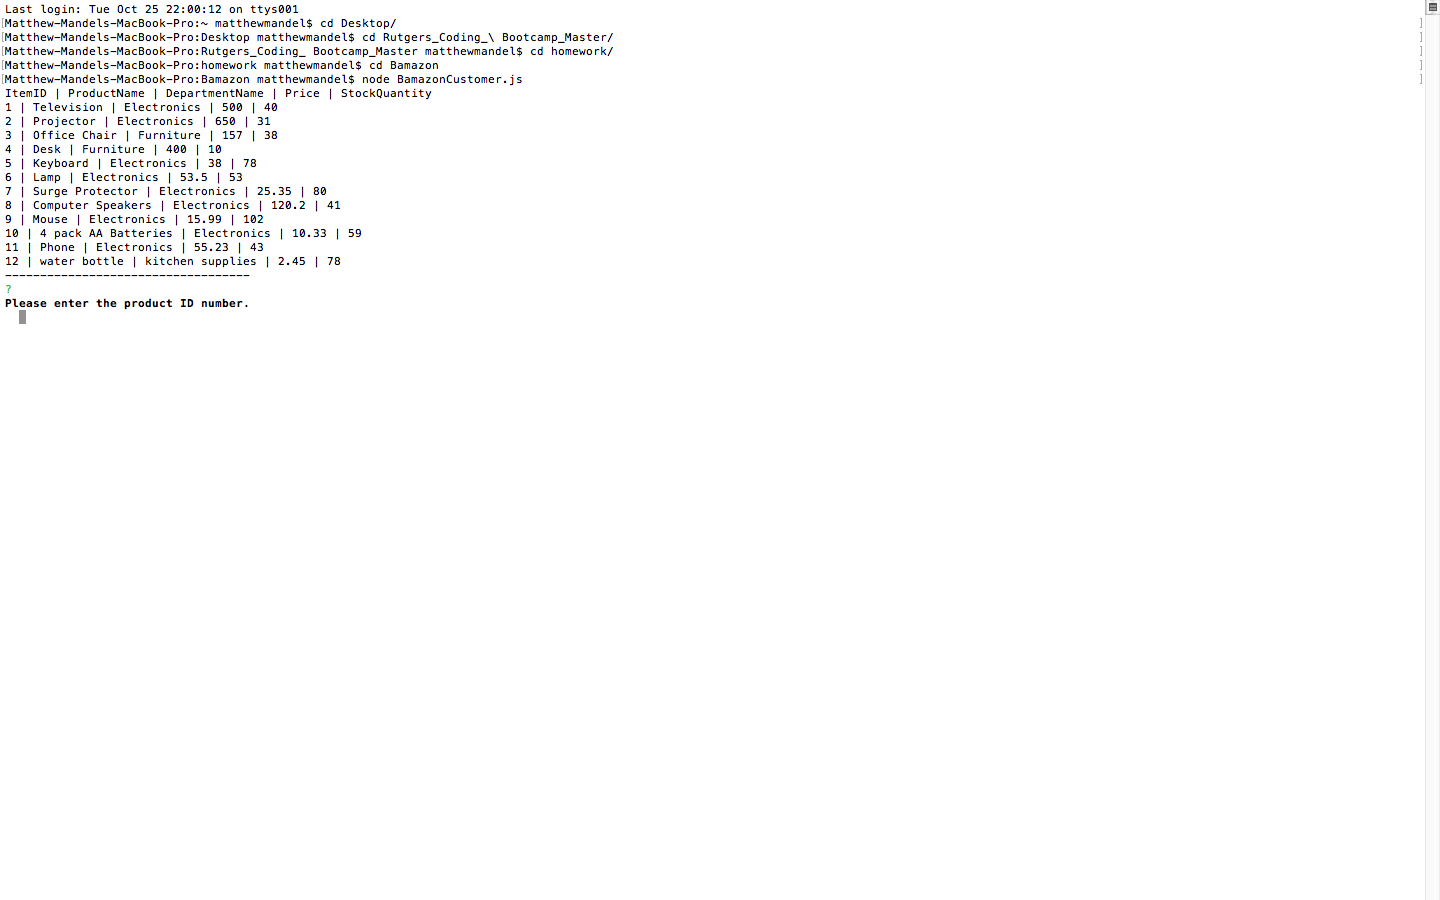 Last login: Tue Oct 25 22:00:12 on ttys001
[Matthew-Mandels-MacBook-Pro:~ matthewmandel$ cd Desktop/ ]
[Matthew-Mandels-MacBook-Pro:Desktop matthewmandel$ cd Rutgers_Coding_\ Bootcamp_Master/ ]
[Matthew-Mandels-MacBook-Pro:Rutgers_Coding_ Bootcamp_Master matthewmandel$ cd homework/ ]
[Matthew-Mandels-MacBook-Pro:homework matthewmandel$ cd Bamazon ]
[Matthew-Mandels-MacBook-Pro:Bamazon matthewmandel$ node BamazonCustomer.js ]
ItemID | ProductName | DepartmentName | Price | StockQuantity
1 | Television | Electronics | 500 | 40
2 | Projector | Electronics | 650 | 31
3 | Office Chair | Furniture | 157 | 38
4 | Desk | Furniture | 400 | 10
5 | Keyboard | Electronics | 38 | 78
6 | Lamp | Electronics | 53.5 | 53
7 | Surge Protector | Electronics | 25.35 | 80
8 | Computer Speakers | Electronics | 120.2 | 41
9 | Mouse | Electronics | 15.99 | 102
10 | 4 pack AA Batteries | Electronics | 10.33 | 59
11 | Phone | Electronics | 55.23 | 43
12 | water bottle | kitchen supplies | 2.45 | 78
-----------------------------------
?
Please enter the product ID number.